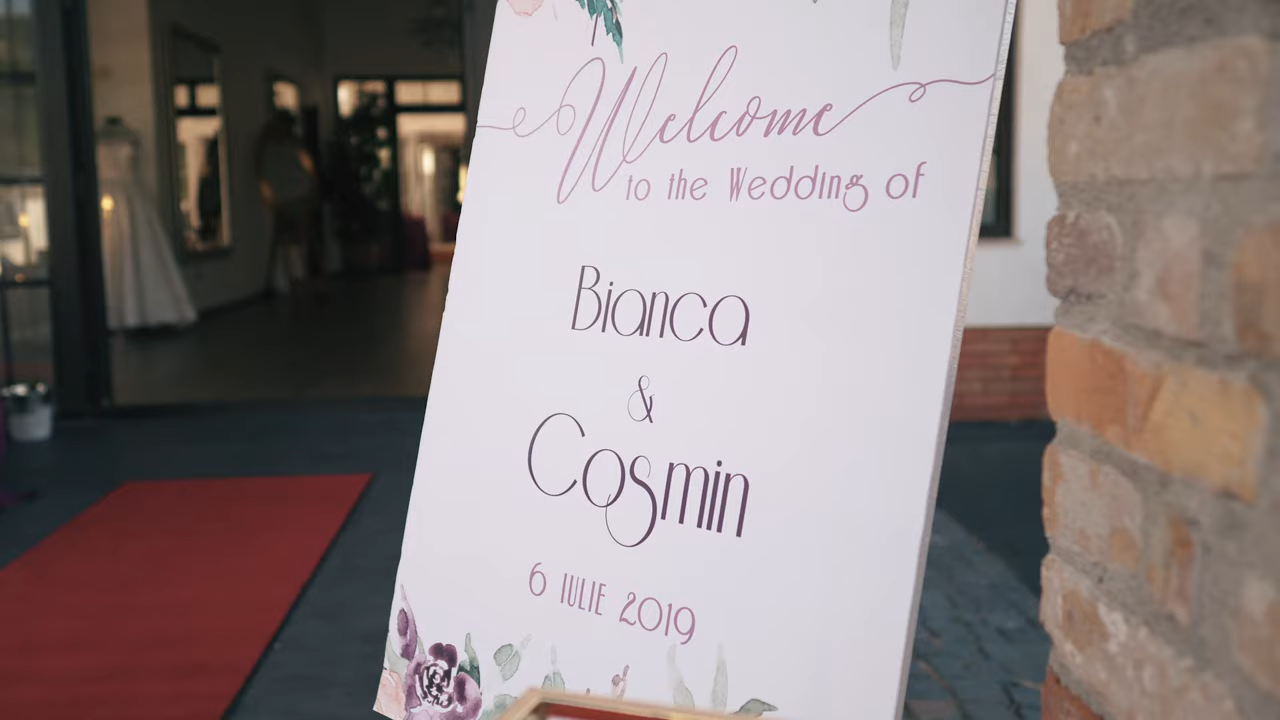 Welcome
to the Wedding of
Bianca
&
Cosmin
6 IULIE 2019